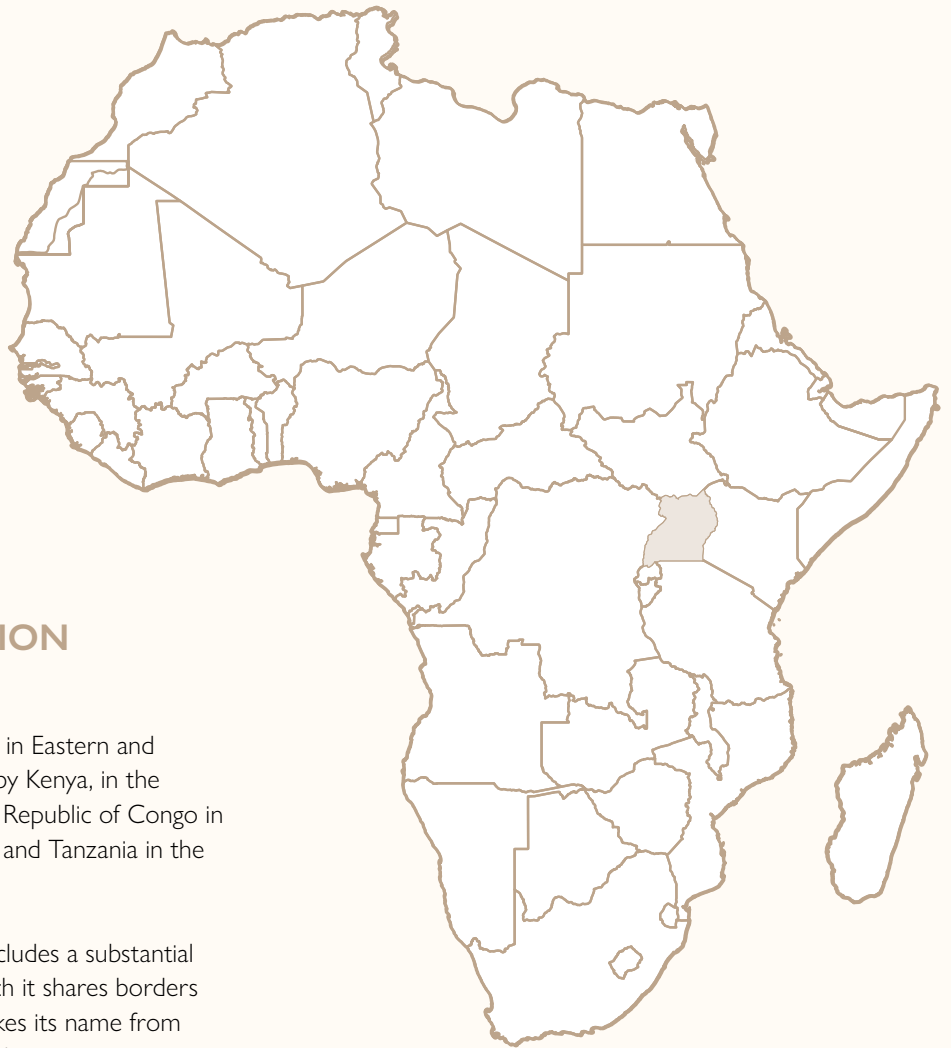 ION
in Eastern and
by Kenya, in the
Republic of Congo in
and Tanzania in the
cludes a substantial
ch it shares borders
kes its name from